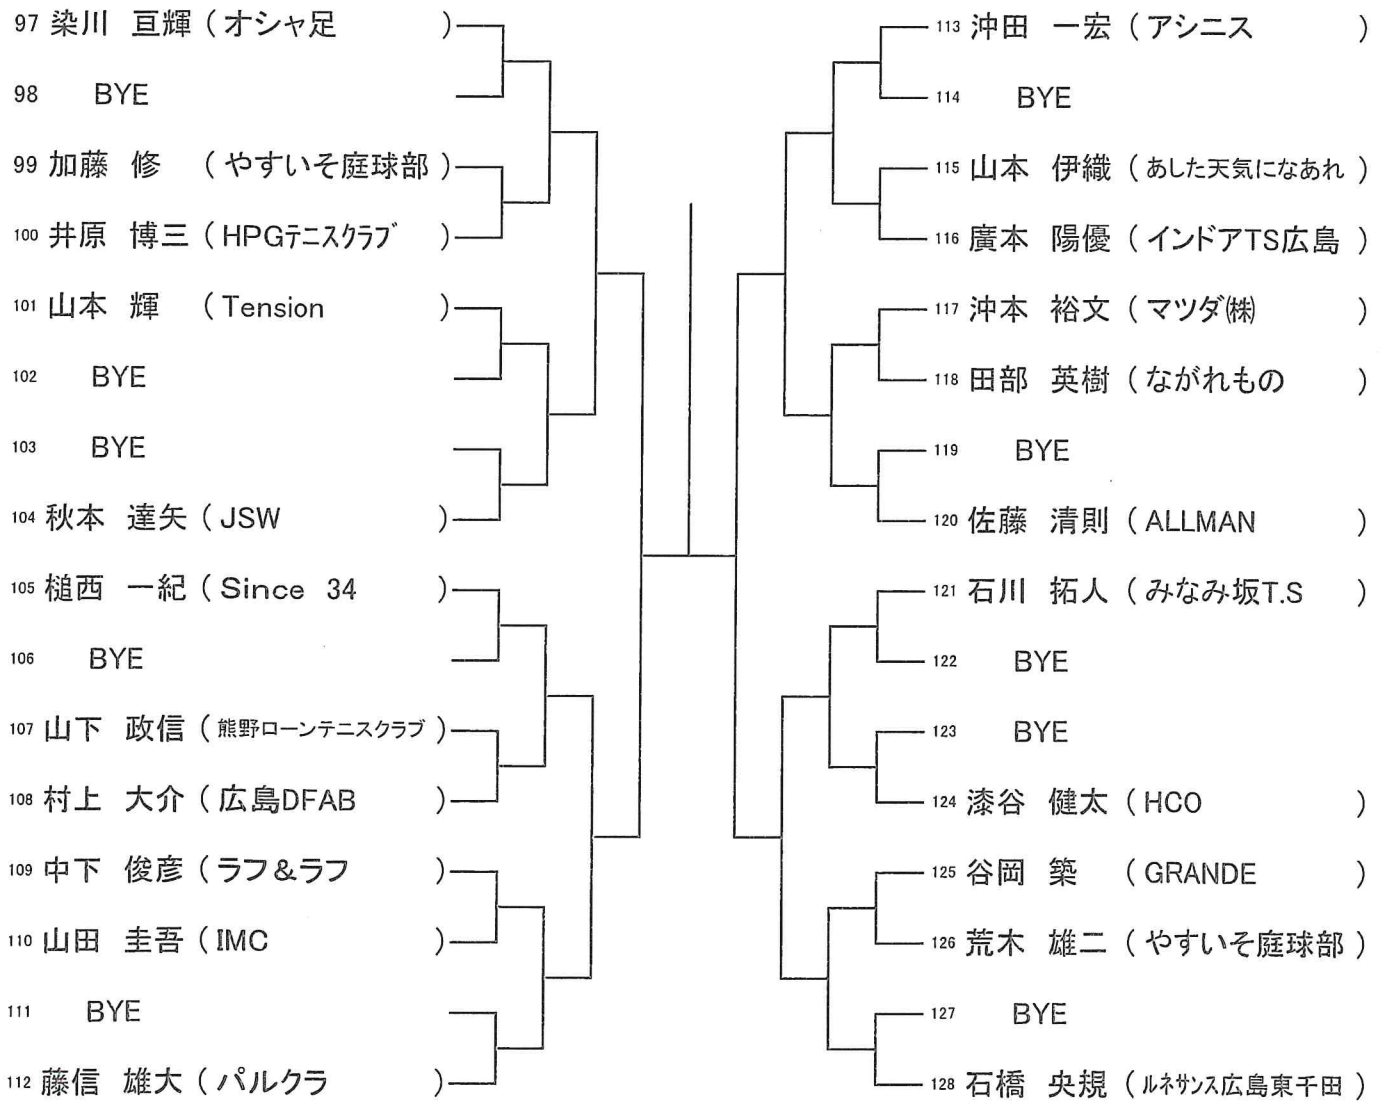 97 染川 亘輝 (オシャ足 )
98 BYE
99 加藤 修 (やすいそ庭球部 )
100 井原 博三 (HPGテニスクラブ )
101 山本 輝 (Tension )
102 BYE
103 BYE
104 秋本 達矢 (JSW )
105 槌西 一紀 (Since 34 )
106 BYE
107 山下 政信 (熊野ローンテニスクラブ )
108 村上 大介 (広島DFAB )
109 中下 俊彦 (ラフ&ラフ )
110 山田 圭吾 (IMC )
111 BYE
112 藤信 雄大 (パルクラ )
113 沖田 一宏 (アシニス )
114 BYE
115 山本 伊織 (あした天気になあれ )
116 廣本 陽優 (インドアTS広島 )
117 沖本 裕文 (マツダ㈱ )
118 田部 英樹 (ながれもの )
119 BYE
120 佐藤 清則 (ALLMAN )
121 石川 拓人 (みなみ坂T.S )
122 BYE
123 BYE
124 漆谷 健太 (HCO )
125 谷岡 築 (GRANDE )
126 荒木 雄二 (やすいそ庭球部 )
127 BYE
128 石橋 央規 (ルネサンス広島東千田 )